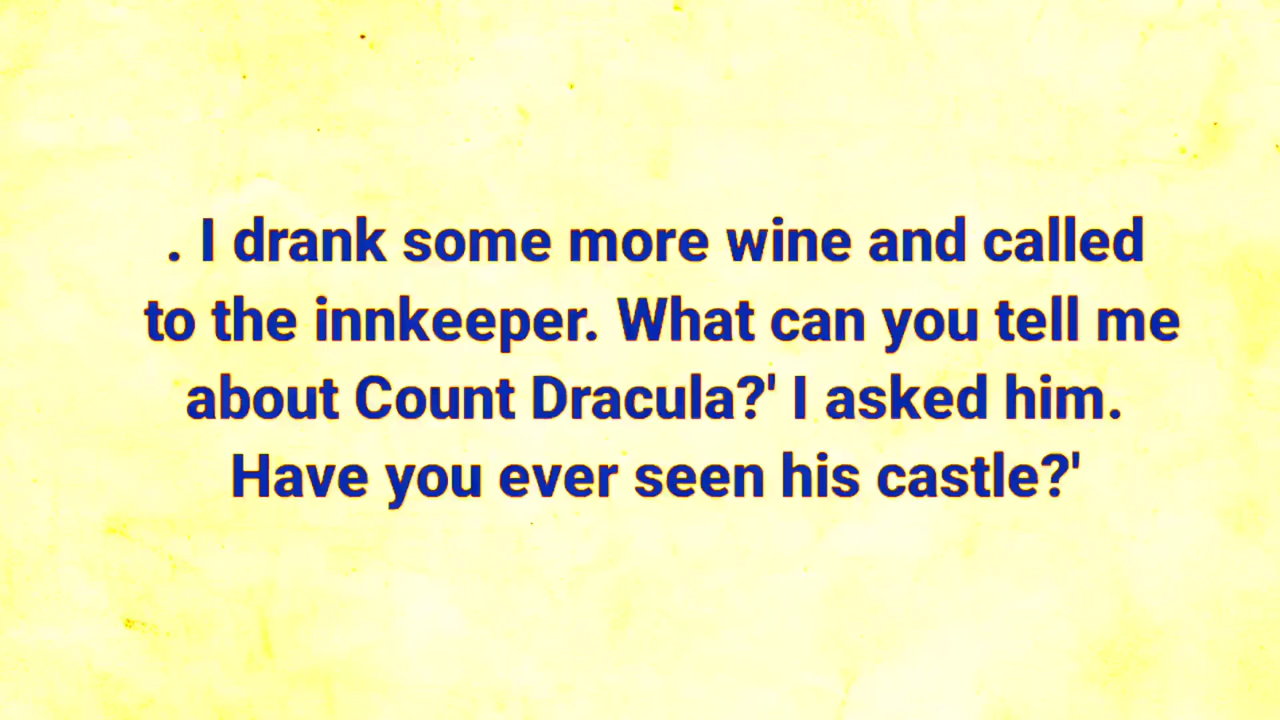 . I drank some more wine and called
to the innkeeper. What can you tell me
about Count Dracula?' I asked him.
Have you ever seen his castle?'